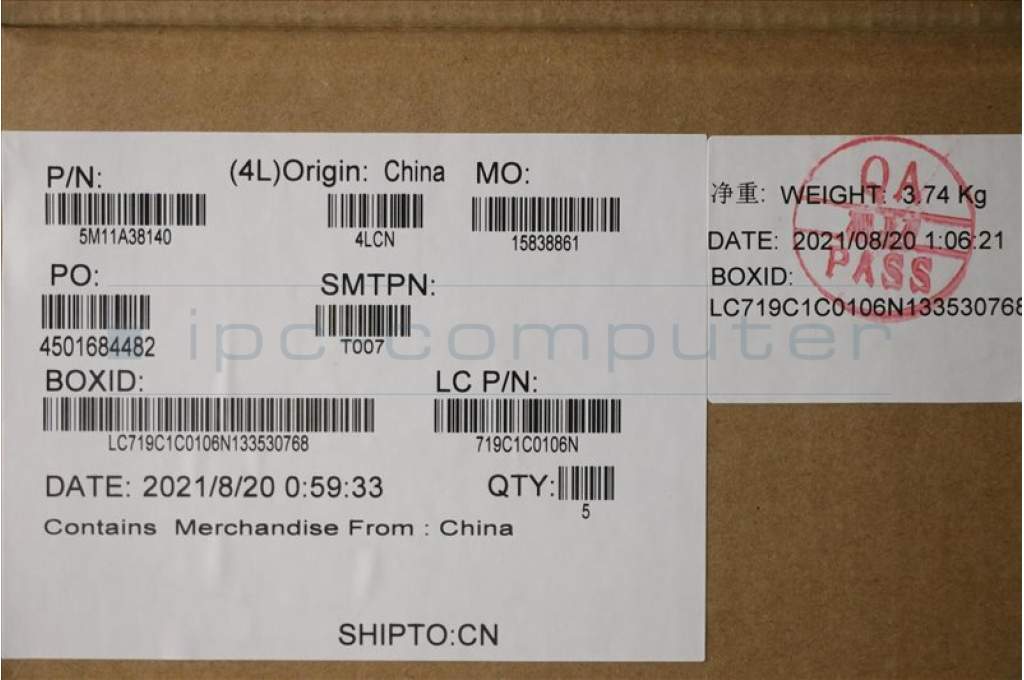 P/N: (4L)Origin: China MO:
5M11A38140 4LCN 15838861
PO: SMTPN:
4501684482 T007
BOXID: LC P/N:
LC719C1C0106N133530768 719C1C0106N
DATE: 2021/8/20 0:59:33 QTY:
5
Contains Merchandise From : China
SHIPTO:CN
净重: WEIGHT: 3.74 Kg
DATE: 2021/08/20 1:06:21
BOXID:
LC719C1C0106N133530768
QA
PASS
ipc computer